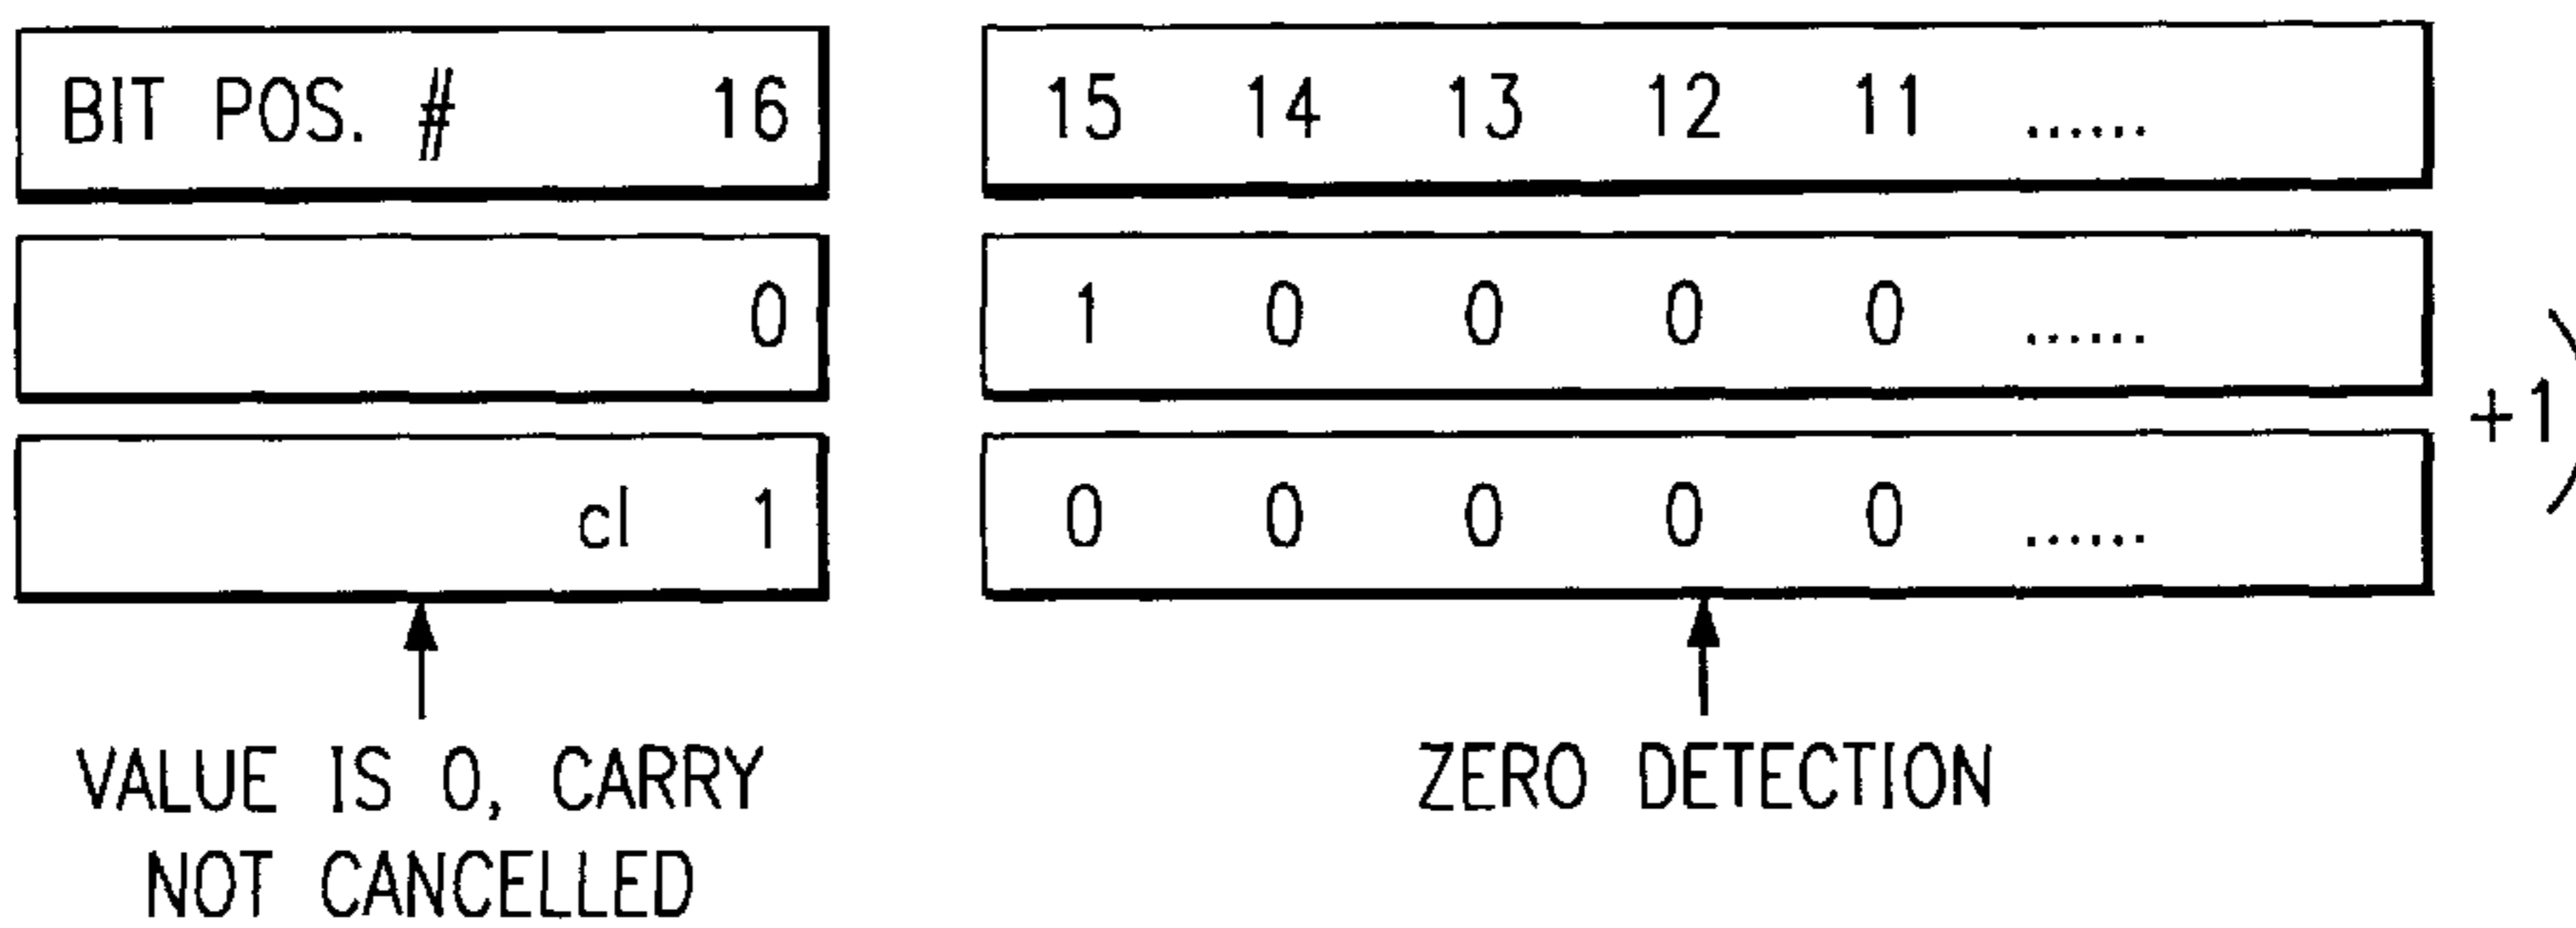 BIT POS. # 16 15 14 13 12 11 ......
0 1 0 0 0 0 ......
+1
cl 1 0 0 0 0 0 ......
VALUE IS 0, CARRY
NOT CANCELLED
ZERO DETECTION